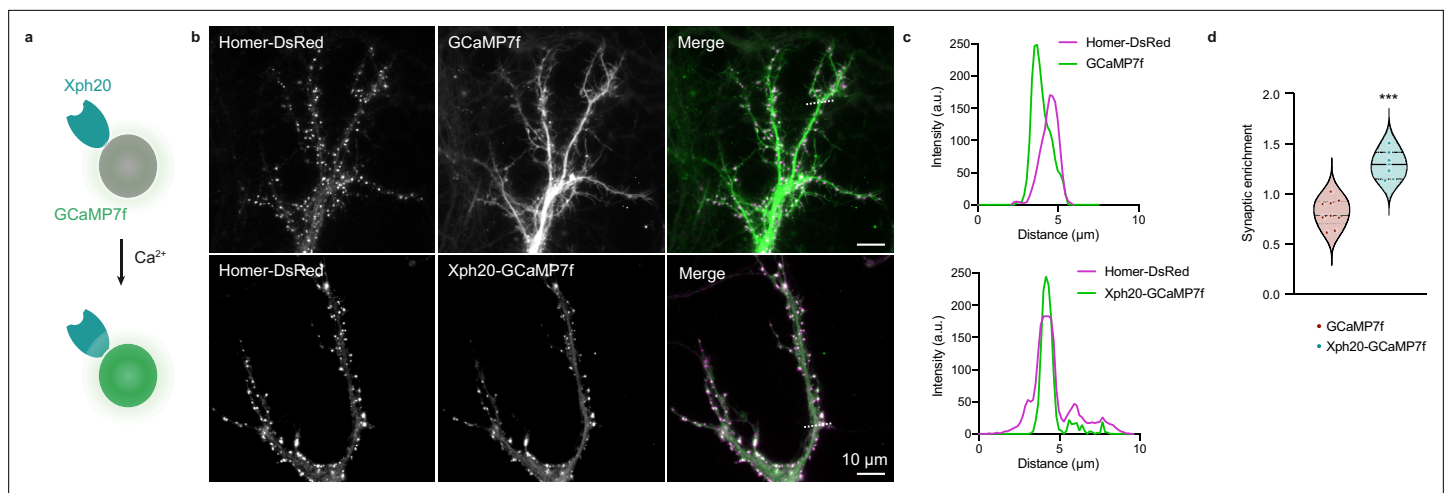 a
Xph20
GCaMP7f
Ca²⁺
b
Homer-DsRed
GCaMP7f
Merge
Homer-DsRed
Xph20-GCaMP7f
Merge
10 µm
c
Homer-DsRed
GCaMP7f
250
200
150
100
50
0
Intensity (a.u.)
0 5 10
Distance (µm)
Homer-DsRed
Xph20-GCaMP7f
250
200
150
100
50
0
Intensity (a.u.)
0 5 10
Distance (µm)
d
***
2.0
1.5
1.0
0.5
0.0
Synaptic enrichment
GCaMP7f
Xph20-GCaMP7f